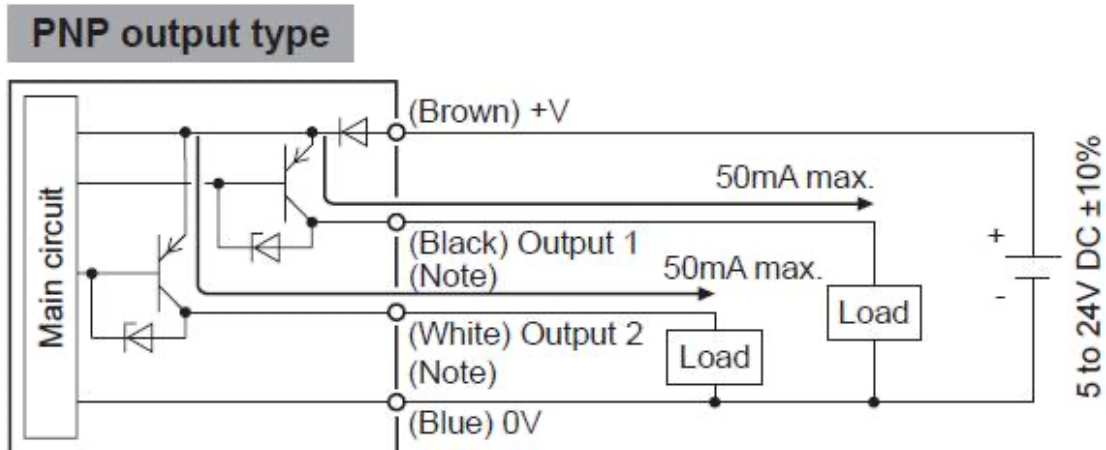 PNP output type
(Brown) +V
50mA max.
(Black) Output 1
(Note)
50mA max.
(White) Output 2
(Note)
(Blue) 0V
Main circuit
Load
Load
+
-
5 to 24V DC ±10%